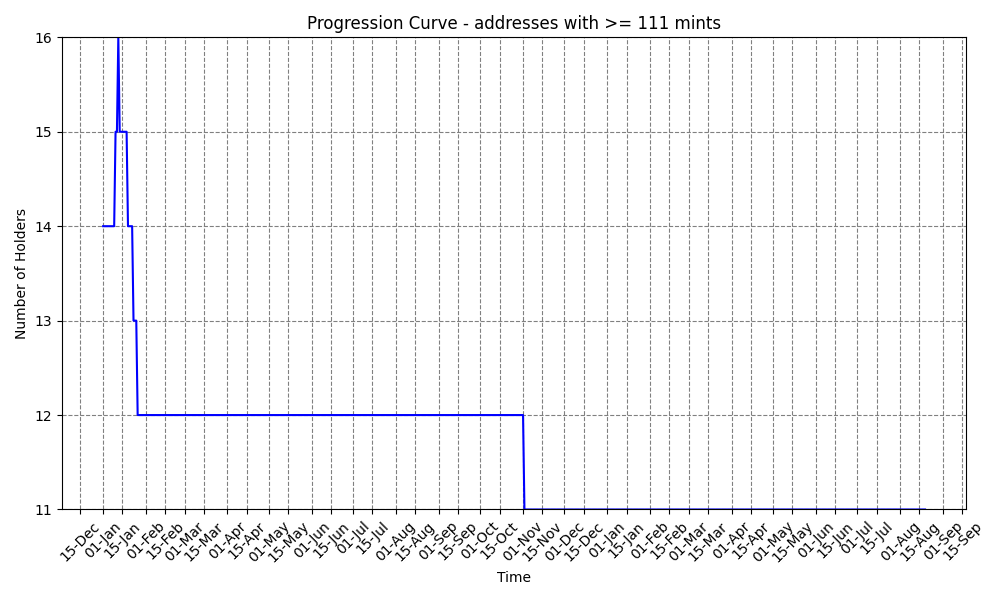 Progression Curve - addresses with >= 111 mints
Number of Holders
16
15
14
13
12
11
15-Dec
01-Jan
15-Jan
01-Feb
15-Feb
01-Mar
15-Mar
01-Apr
15-Apr
01-May
15-May
01-Jun
15-Jun
01-Jul
15-Jul
01-Aug
15-Aug
01-Sep
15-Sep
01-Oct
15-Oct
01-Nov
15-Nov
01-Dec
15-Dec
01-Jan
15-Jan
01-Feb
15-Feb
01-Mar
15-Mar
01-Apr
15-Apr
01-May
15-May
01-Jun
15-Jun
01-Jul
15-Jul
01-Aug
15-Aug
01-Sep
15-Sep
Time